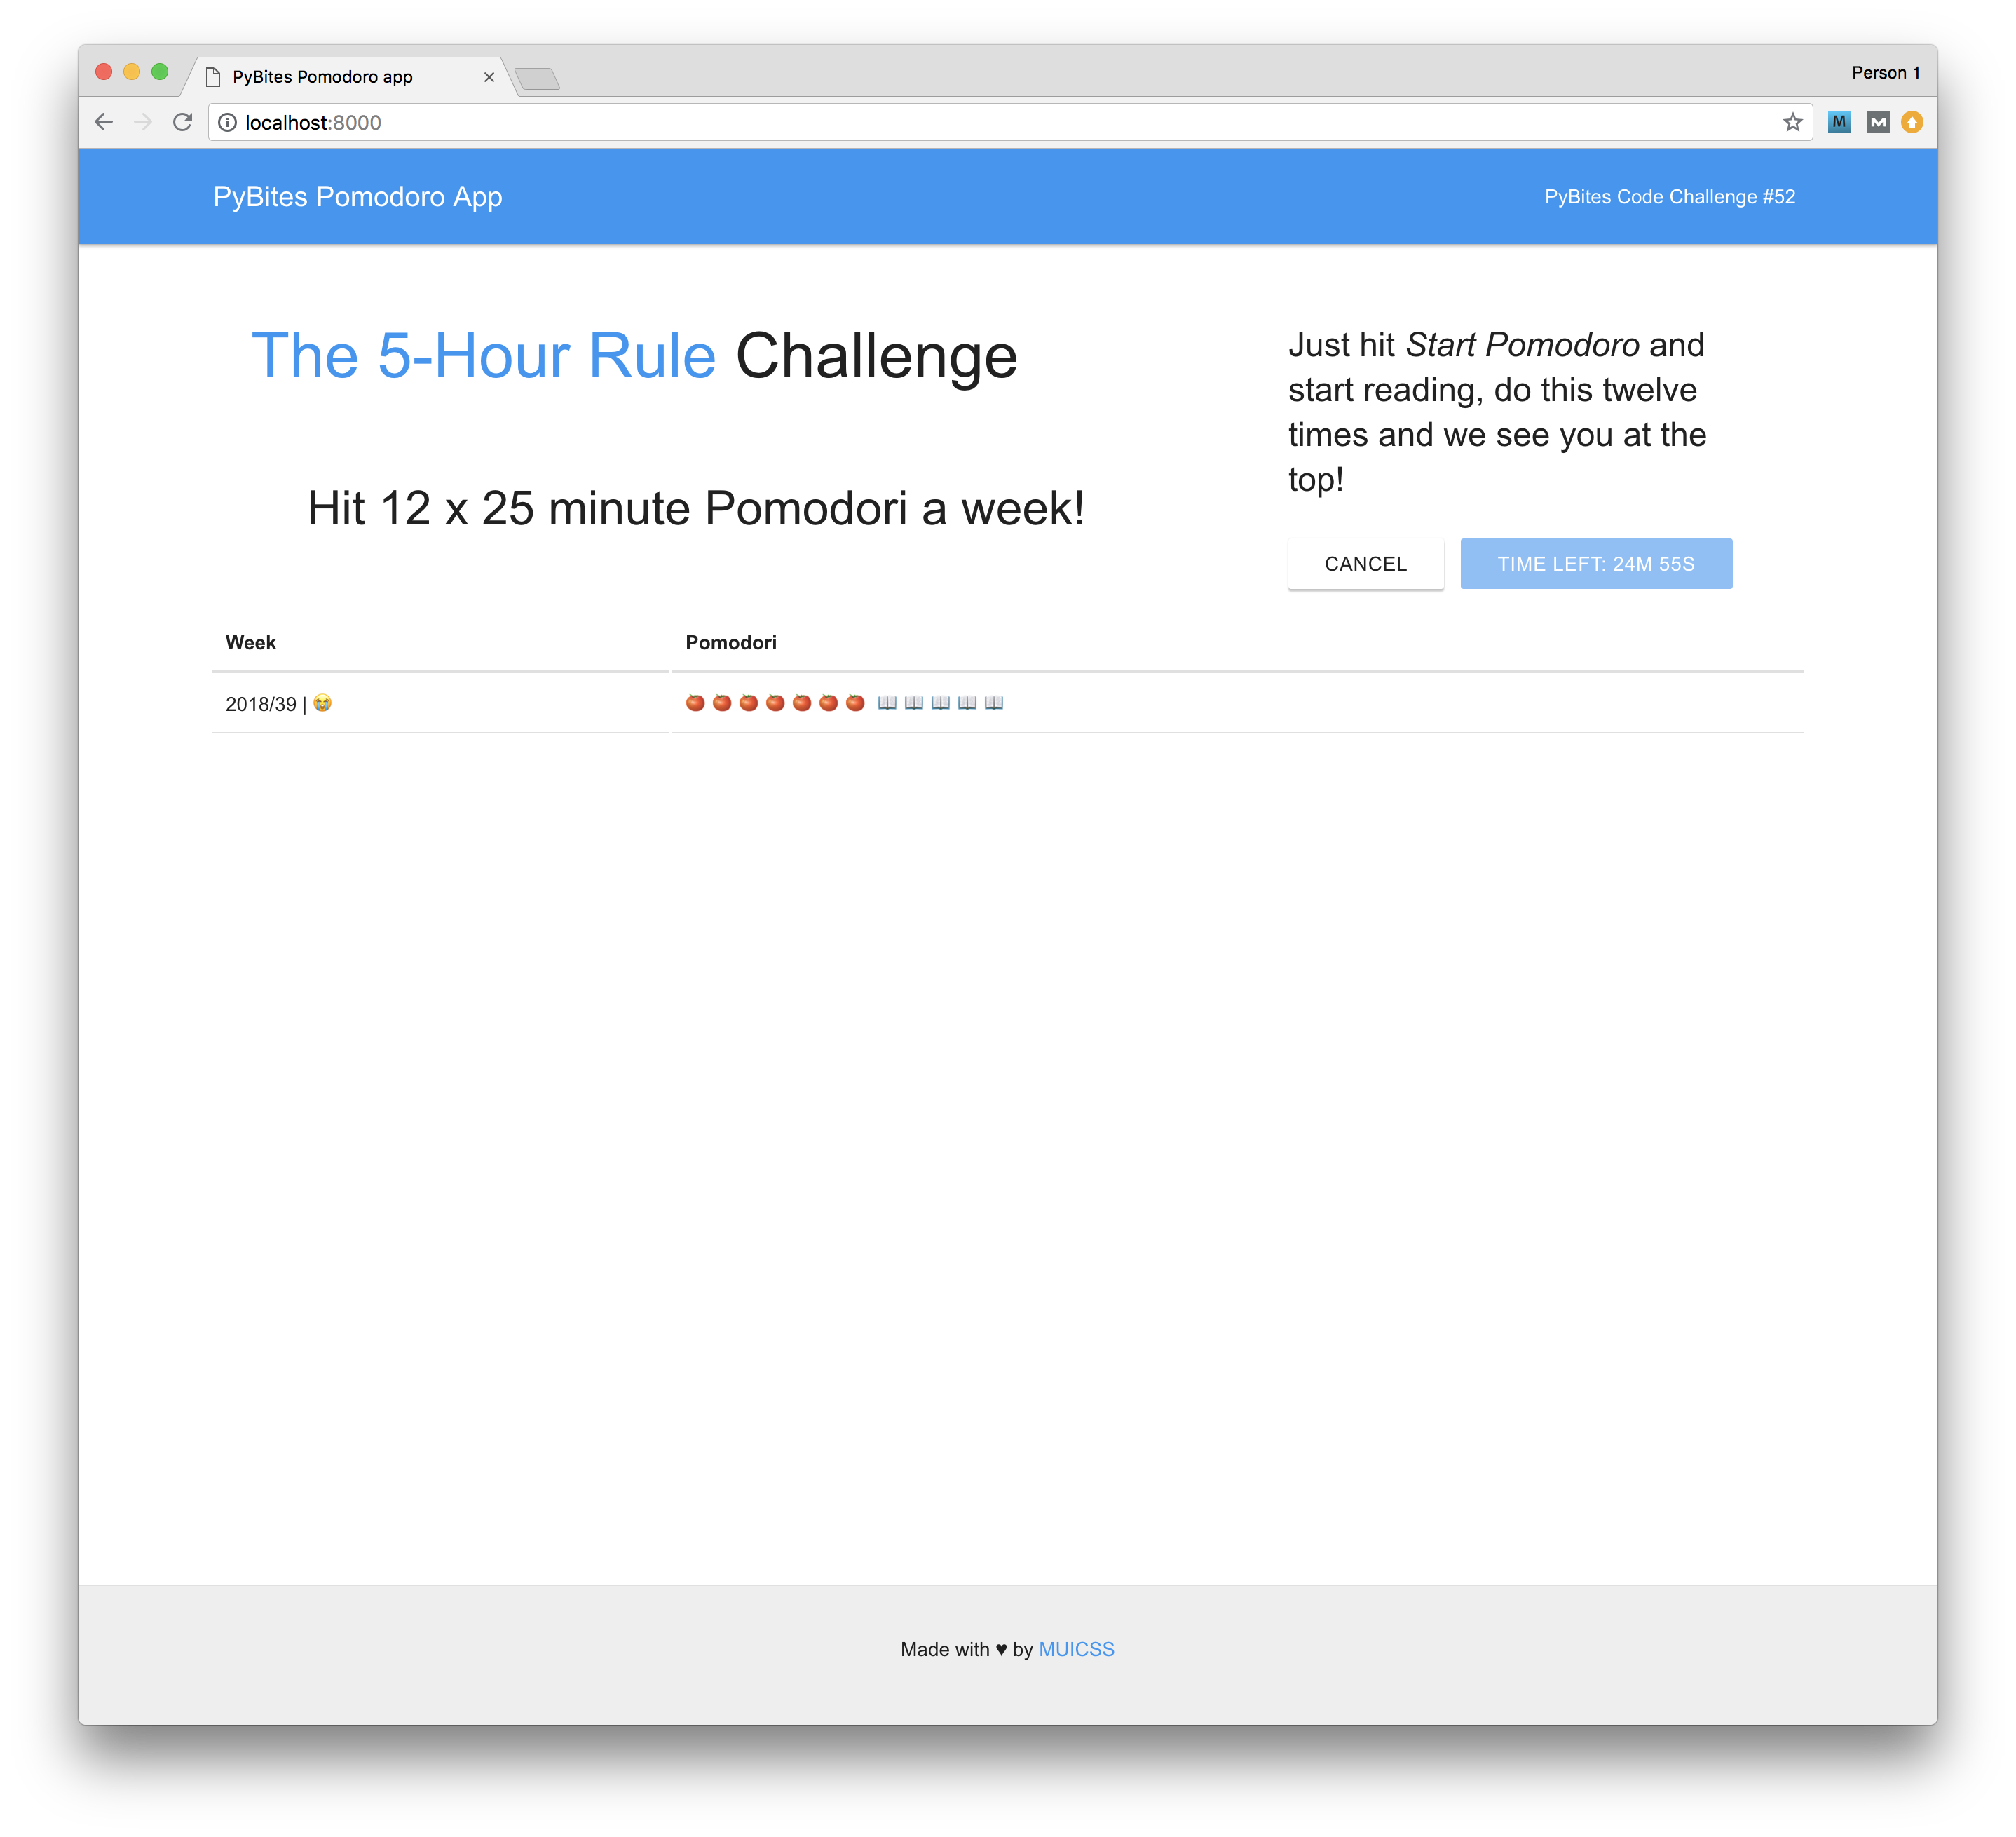 PyBites Pomodoro app
Person 1
localhost:8000
M
PyBites Pomodoro App
PyBites Code Challenge #52
The 5-Hour Rule Challenge
Hit 12 x 25 minute Pomodori a week!
Just hit Start Pomodoro and
start reading, do this twelve
times and we see you at the
top!
CANCEL
TIME LEFT: 24M 55S
Week
Pomodori
2018/39 | 😭
🍅 🍅 🍅 🍅 🍅 🍅 🍅 📖 📖 📖 📖 📖
Made with ♥ by MUICSS